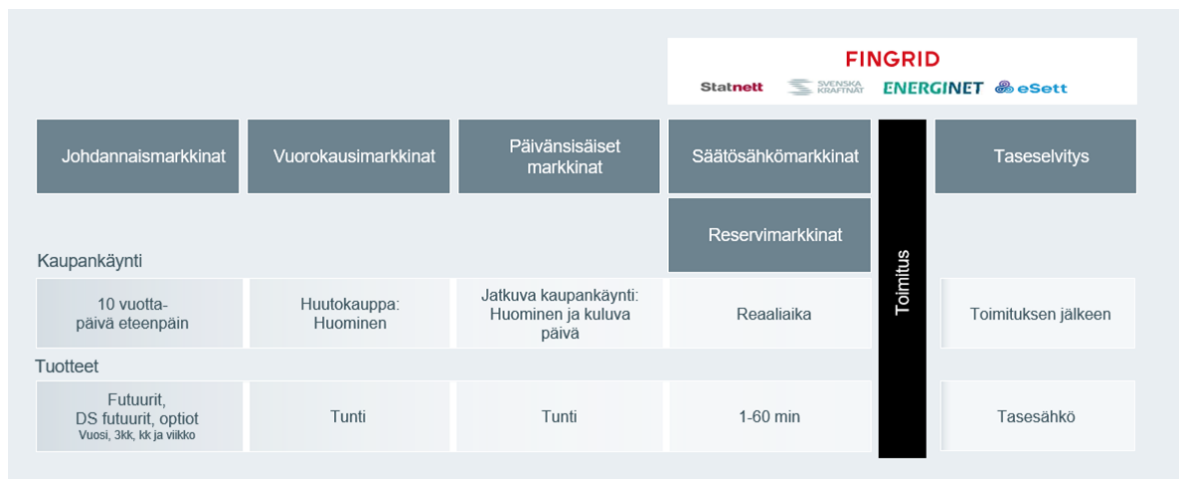 FINGRID
Statnett
SVENSKA
KRAFTNÄT
ENERGINET
eSett
Johdannaismarkkinat
Vuorokausimarkkinat
Päivänsisäiset
markkinat
Säätösähkömarkkinat
Taseselvitys
Reservimarkkinat
Toimitus
Kaupankäynti
10 vuotta-
päivä eteenpäin
Huutokauppa:
Huominen
Jatkuva kaupankäynti:
Huominen ja kuluva
päivä
Reaaliaika
Toimituksen jälkeen
Tuotteet
Futuurit,
DS futuurit, optiot
Vuosi, 3kk, kk ja viikko
Tunti
Tunti
1-60 min
Tasesähkö